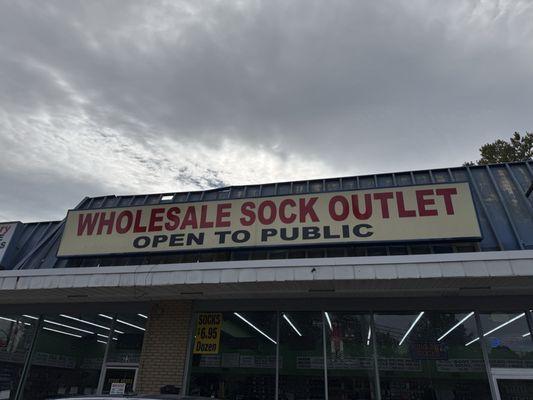 WHOLESALE SOCK OUTLET
OPEN TO PUBLIC
SOCKS
$6.95
Dozen